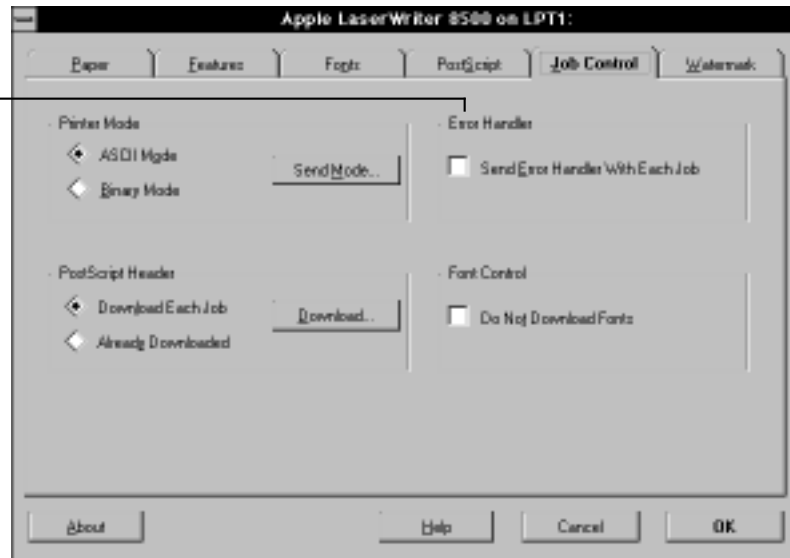 Apple LaserWriter 8500 on LPT1:
Paper Features Fonts PostScript Job Control Watermark
Printer Mode
ASCII Mode
Binary Mode
Send Mode...
Error Handler
Send Error Handler With Each Job
PostScript Header
Download Each Job
Already Downloaded
Download...
Font Control
Do Not Download Fonts
About Help Cancel OK